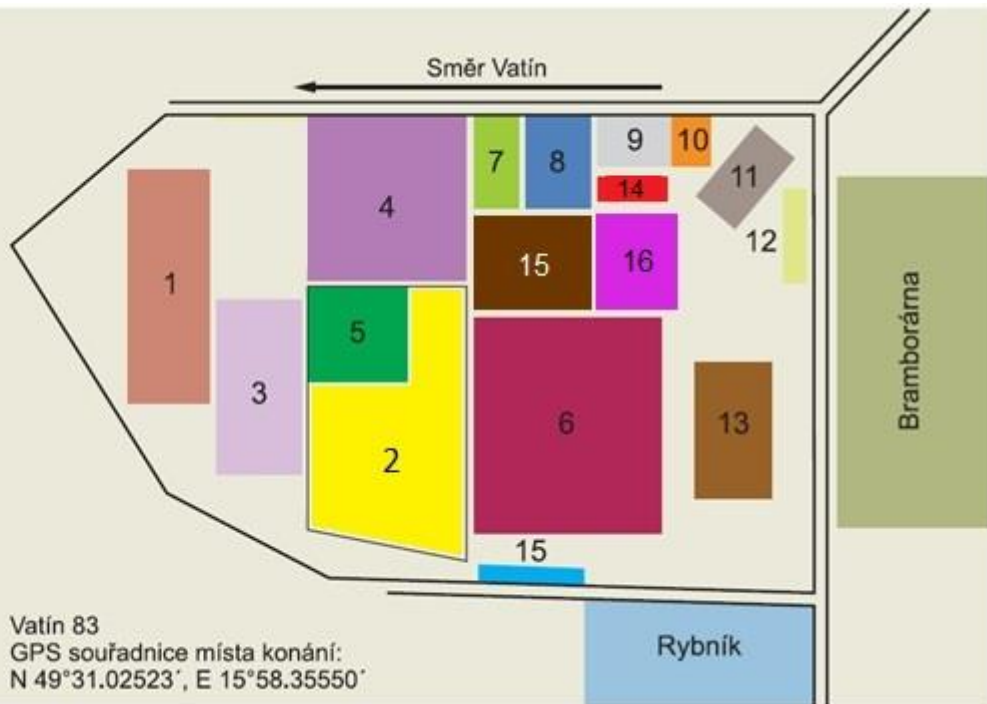 Směr Vatín
7
8
9
10
4
14
11
12
1
15
16
5
3
2
6
13
Bramborárna
15
Rybník
Vatín 83
GPS souřadnice místa konání:
N 49°31.02523´, E 15°58.35550´